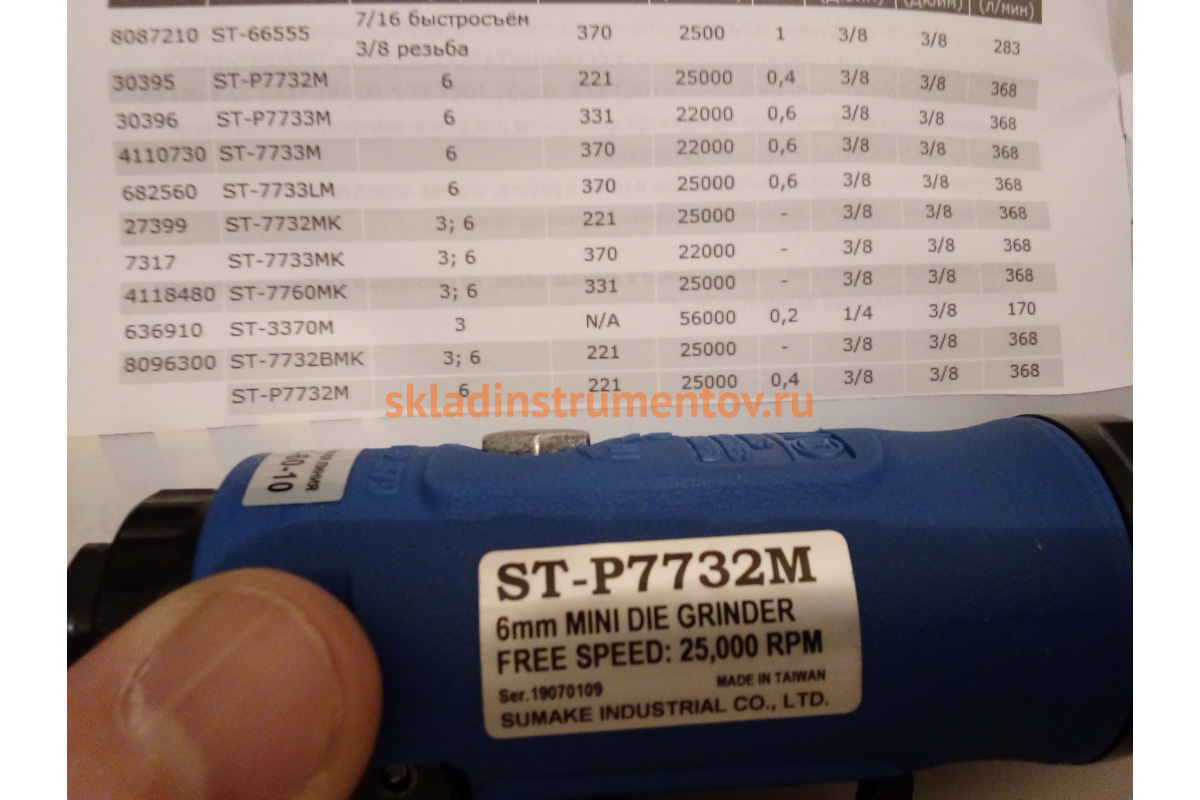 (л/мин)
7/16 быстросъём
8087210 ST-66555 370 2500 1 3/8 3/8 283
3/8 резьба
30395 ST-P7732M 6 221 25000 0,4 3/8 3/8 368
30396 ST-P7733M 6 331 22000 0,6 3/8 3/8 368
4110730 ST-7733M 6 370 22000 0,6 3/8 3/8 368
682560 ST-7733LM 6 370 25000 0,6 3/8 3/8 368
27399 ST-7732MK 3; 6 221 25000 - 3/8 3/8 368
7317 ST-7733MK 3; 6 370 22000 - 3/8 3/8 368
4118480 ST-7760MK 3; 6 331 25000 - 3/8 3/8 368
636910 ST-3370M 3 N/A 56000 0,2 1/4 3/8 170
8096300 ST-7732BMK 3; 6 221 25000 - 3/8 3/8 368
ST-P7732M 6 221 25000 0,4 3/8 3/8 368
skladinstrumentov.ru
60-10
ST-P7732M
6mm MINI DIE GRINDER
FREE SPEED: 25,000 RPM
Ser.19070109 MADE IN TAIWAN
SUMAKE INDUSTRIAL CO., LTD.